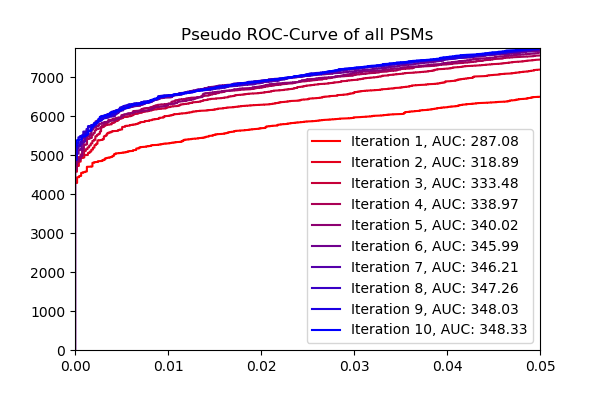 Pseudo ROC-Curve of all PSMs
7000
6000
5000
4000
3000
2000
1000
0
Iteration 1, AUC: 287.08
Iteration 2, AUC: 318.89
Iteration 3, AUC: 333.48
Iteration 4, AUC: 338.97
Iteration 5, AUC: 340.02
Iteration 6, AUC: 345.99
Iteration 7, AUC: 346.21
Iteration 8, AUC: 347.26
Iteration 9, AUC: 348.03
Iteration 10, AUC: 348.33
0.00 0.01 0.02 0.03 0.04 0.05